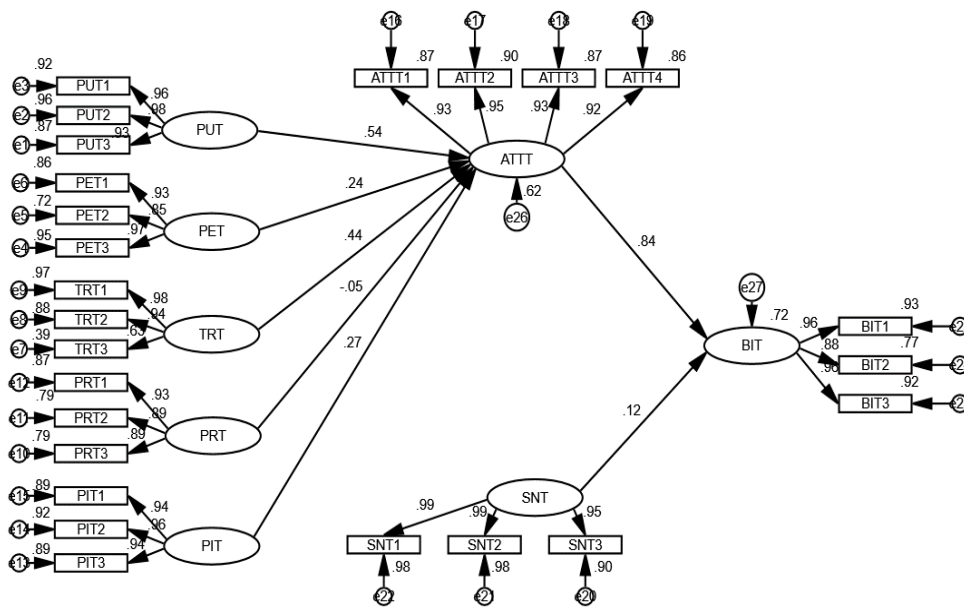 e16 e17 e18 e19
.87 .90 .87 .86
ATTT1 ATTT2 ATTT3 ATTT4
.93 .95 .93 .92
.92
e3 PUT1 .96
.96
e2 PUT2 .98
.87
e1 PUT3 .93
PUT
.54
ATTT
.62
e26
.86
e6 PET1 .93
.72
e5 PET2 .85
.95
e4 PET3 .97
PET
.24
.97
e9 TRT1 .98
.88
e8 TRT2 .94
.39
e7 TRT3 .63
TRT
.44
.87
e12 PRT1 .93
.79
e11 PRT2 .89
.79
e10 PRT3 .89
PRT
-.05
.89
e15 PIT1 .94
.92
e14 PIT2 .96
.89
e13 PIT3 .94
PIT
.27
.84
e27
.72
BIT
.96 .93
BIT1
.88 .77
BIT2
.96 .92
BIT3
.12
SNT
.99 .99 .95
SNT1 SNT2 SNT3
.98 .98 .90
e22 e21 e20